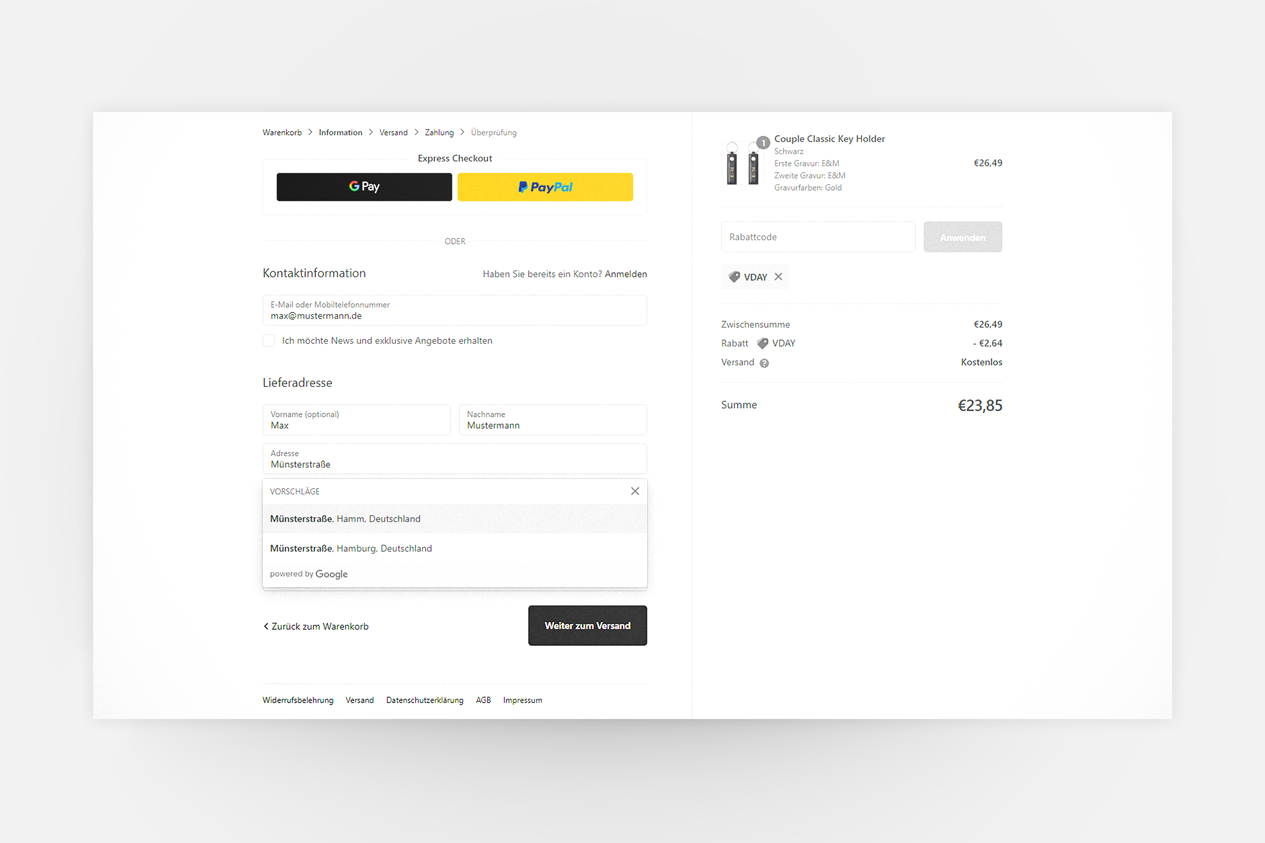 Warenkorb > Information > Versand > Zahlung > Überprüfung
Express Checkout
G Pay
PayPal
ODER
Kontaktinformation
Haben Sie bereits ein Konto? Anmelden
E-Mail oder Mobiltelefonnummer
max@mustermann.de
Ich möchte News und exklusive Angebote erhalten
Lieferadresse
Vorname (optional)
Max
Nachname
Mustermann
Adresse
Münsterstraße
VORSCHLÄGE
Münsterstraße, Hamm, Deutschland
Münsterstraße, Hamburg, Deutschland
powered by Google
< Zurück zum Warenkorb
Weiter zum Versand
Widerrufsbelehrung Versand Datenschutzerklärung AGB Impressum
1
Couple Classic Key Holder
Schwarz
Erste Gravur: E&M
€26,49
Zweite Gravur: E&M
Gravurfarben: Gold
Rabattcode
Anwenden
VDAY
Zwischensumme €26,49
Rabatt VDAY - €2,64
Versand ? Kostenlos
Summe €23,85